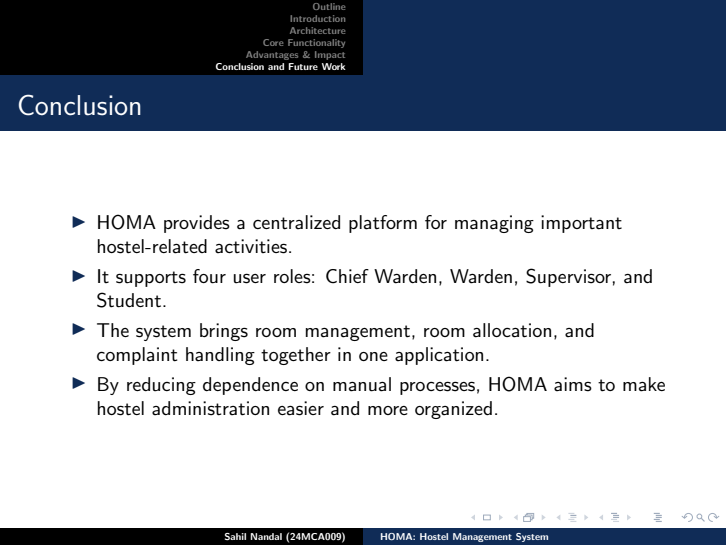 Outline
Introduction
Architecture
Core Functionality
Advantages & Impact
Conclusion and Future Work
Conclusion
HOMA provides a centralized platform for managing important
hostel-related activities.
It supports four user roles: Chief Warden, Warden, Supervisor, and
Student.
The system brings room management, room allocation, and
complaint handling together in one application.
By reducing dependence on manual processes, HOMA aims to make
hostel administration easier and more organized.
Sahil Nandal (24MCA009)
HOMA: Hostel Management System